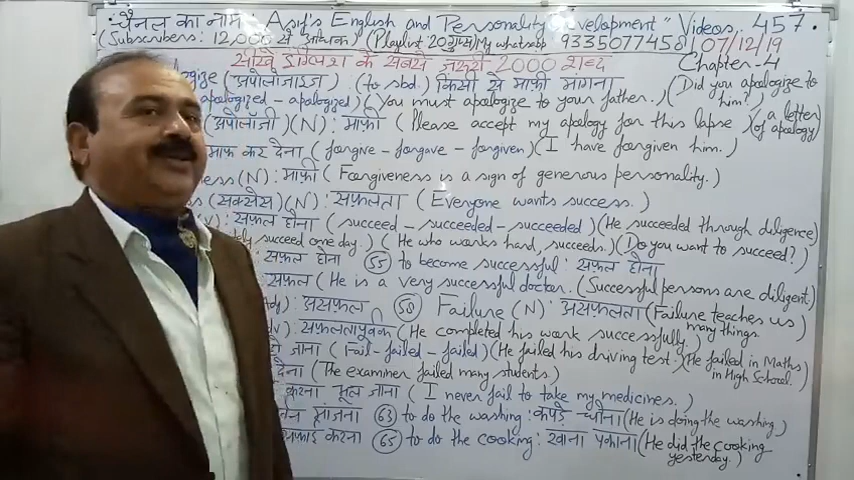 चैनल का नाम "Asif's English and Personality Development" Videos. 457.
(Subscribers: 12,000 से अधिक) (Playlist 20 ग्रुप्स) My whatsapp 9335077458 07/12/19
सीखें इंग्लिश के सबसे ज़रूरी 2000 शब्द Chapter-4
ogize (अपोलोजाइज़) : (to sbd.) किसी से माफ़ी मांगना (Did you apologize to him?)
apologized - apologized) (You must apologize to your father.)
(अपोलॉजी) (N) : माफ़ी (Please accept my apology for this lapse) (a letter of apology)
माफ़ कर देना (forgive - forgave - forgiven) (I have forgiven him.)
ness (N) : माफ़ी (Forgiveness is a sign of generous personality.)
(सक्सेस) (N) : सफलता (Everyone wants success.)
: सफल होना (succeed - succeeded - succeeded) (He succeeded through diligence)
succeed one day.) (He who works hard, succeeds.) (Do you want to succeed?)
: सफल होना (55) to become successful : सफल होना
: सफल (He is a very successful doctor. (Successful persons are diligent.)
: असफल (58) Failure (N) : असफलता (Failure teaches us many things.)
: सफलतापूर्वक (He completed his work successfully.)
हो जाना (Fail - failed - failed) (He failed his driving test.) (He failed in Maths in High School.)
देना (The examiner failed many students)
करना भूल जाना (I never fail to take my medicines.)
मांजना (63) to do the washing : कपड़े धोना (He is doing the washing)
करना (65) to do the cooking : खाना पकाना (He did the cooking yesterday.)